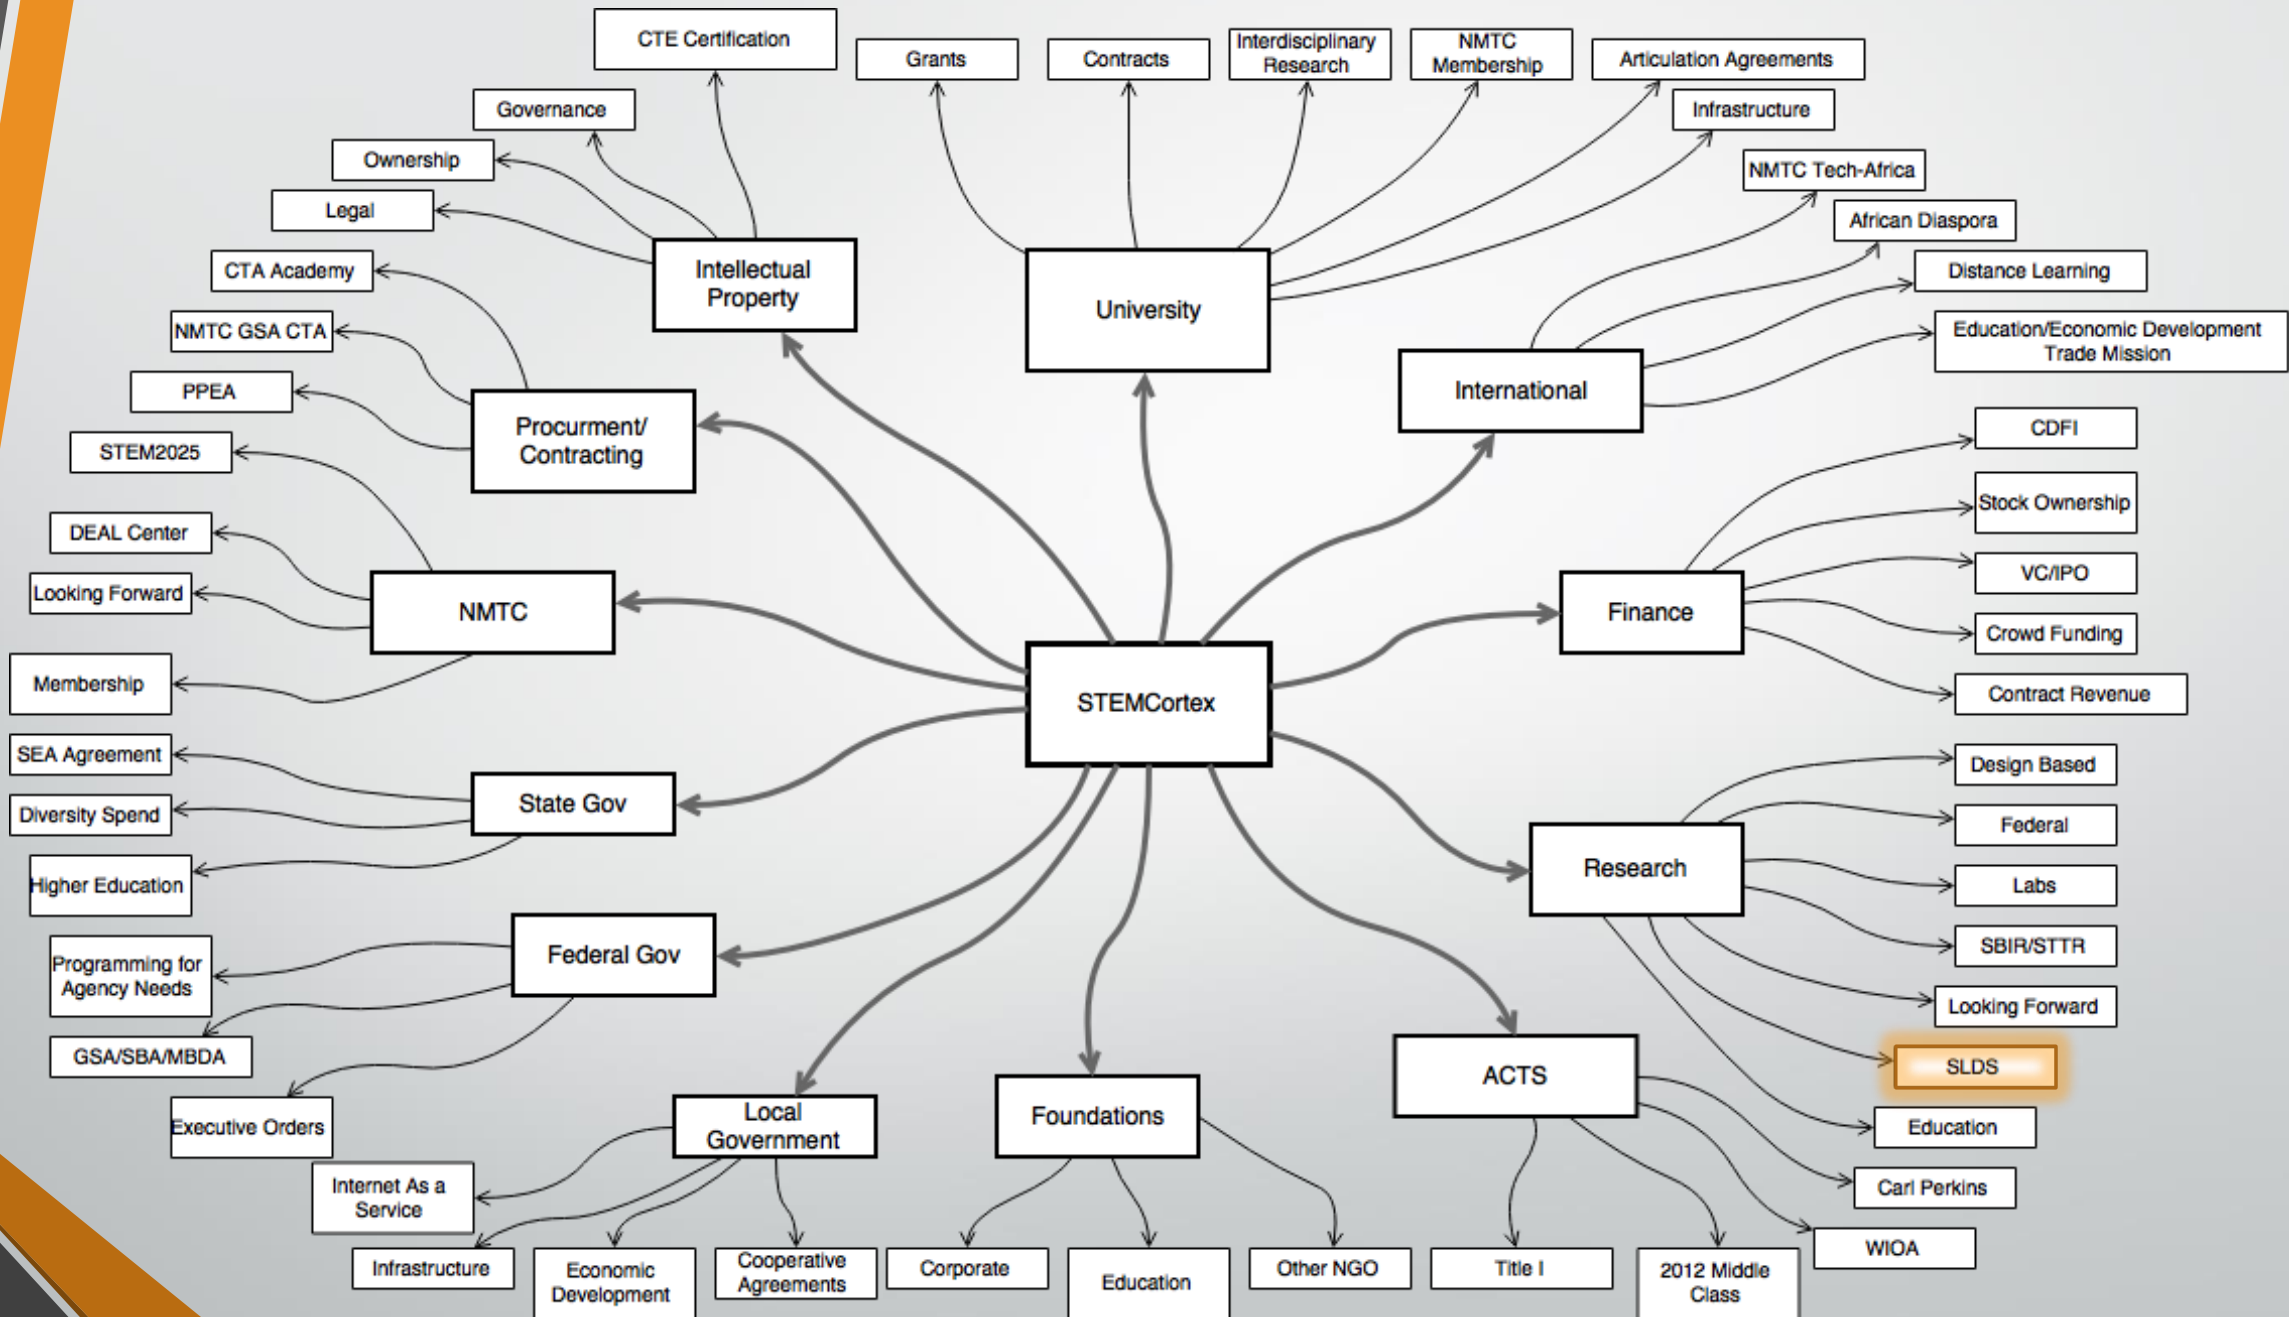 CTE Certification
Grants
Contracts
Interdisciplinary
Research
NMTC
Membership
Articulation Agreements
Governance
Infrastructure
Ownership
NMTC Tech-Africa
Legal
African Diaspora
CTA Academy
Intellectual
Property
University
Distance Learning
NMTC GSA CTA
Education/Economic Development
Trade Mission
PPEA
International
Procurment/
Contracting
CDFI
STEM2025
Stock Ownership
DEAL Center
VC/IPO
Looking Forward
NMTC
Finance
Crowd Funding
Membership
STEMCortex
Contract Revenue
SEA Agreement
Design Based
State Gov
Diversity Spend
Federal
Research
Higher Education
Labs
Federal Gov
SBIR/STTR
Programming for
Agency Needs
Looking Forward
GSA/SBA/MBDA
SLDS
ACTS
Executive Orders
Local
Government
Foundations
Education
Internet As a
Service
Carl Perkins
WIOA
Infrastructure
Economic
Development
Cooperative
Agreements
Corporate
Education
Other NGO
Title I
2012 Middle
Class